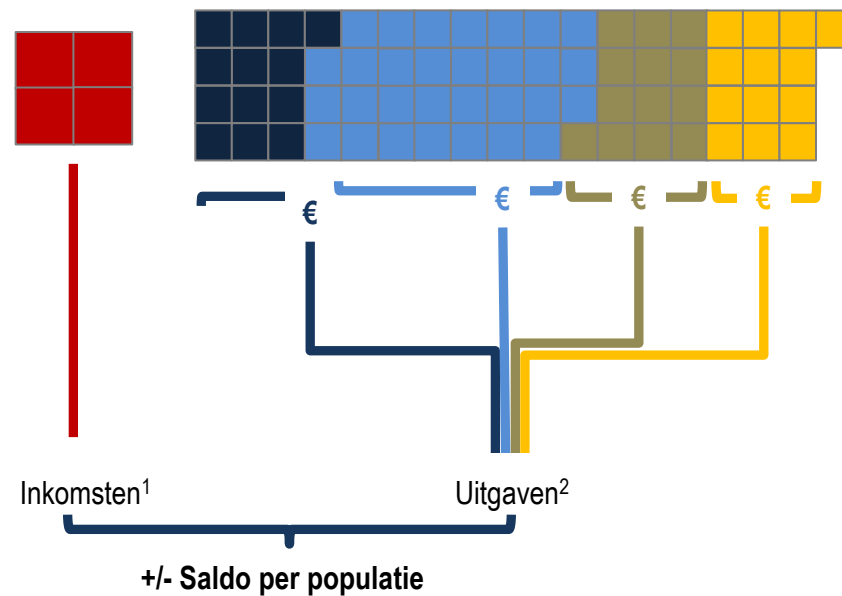 € € € €
Inkomsten¹ Uitgaven²
+/- Saldo per populatie